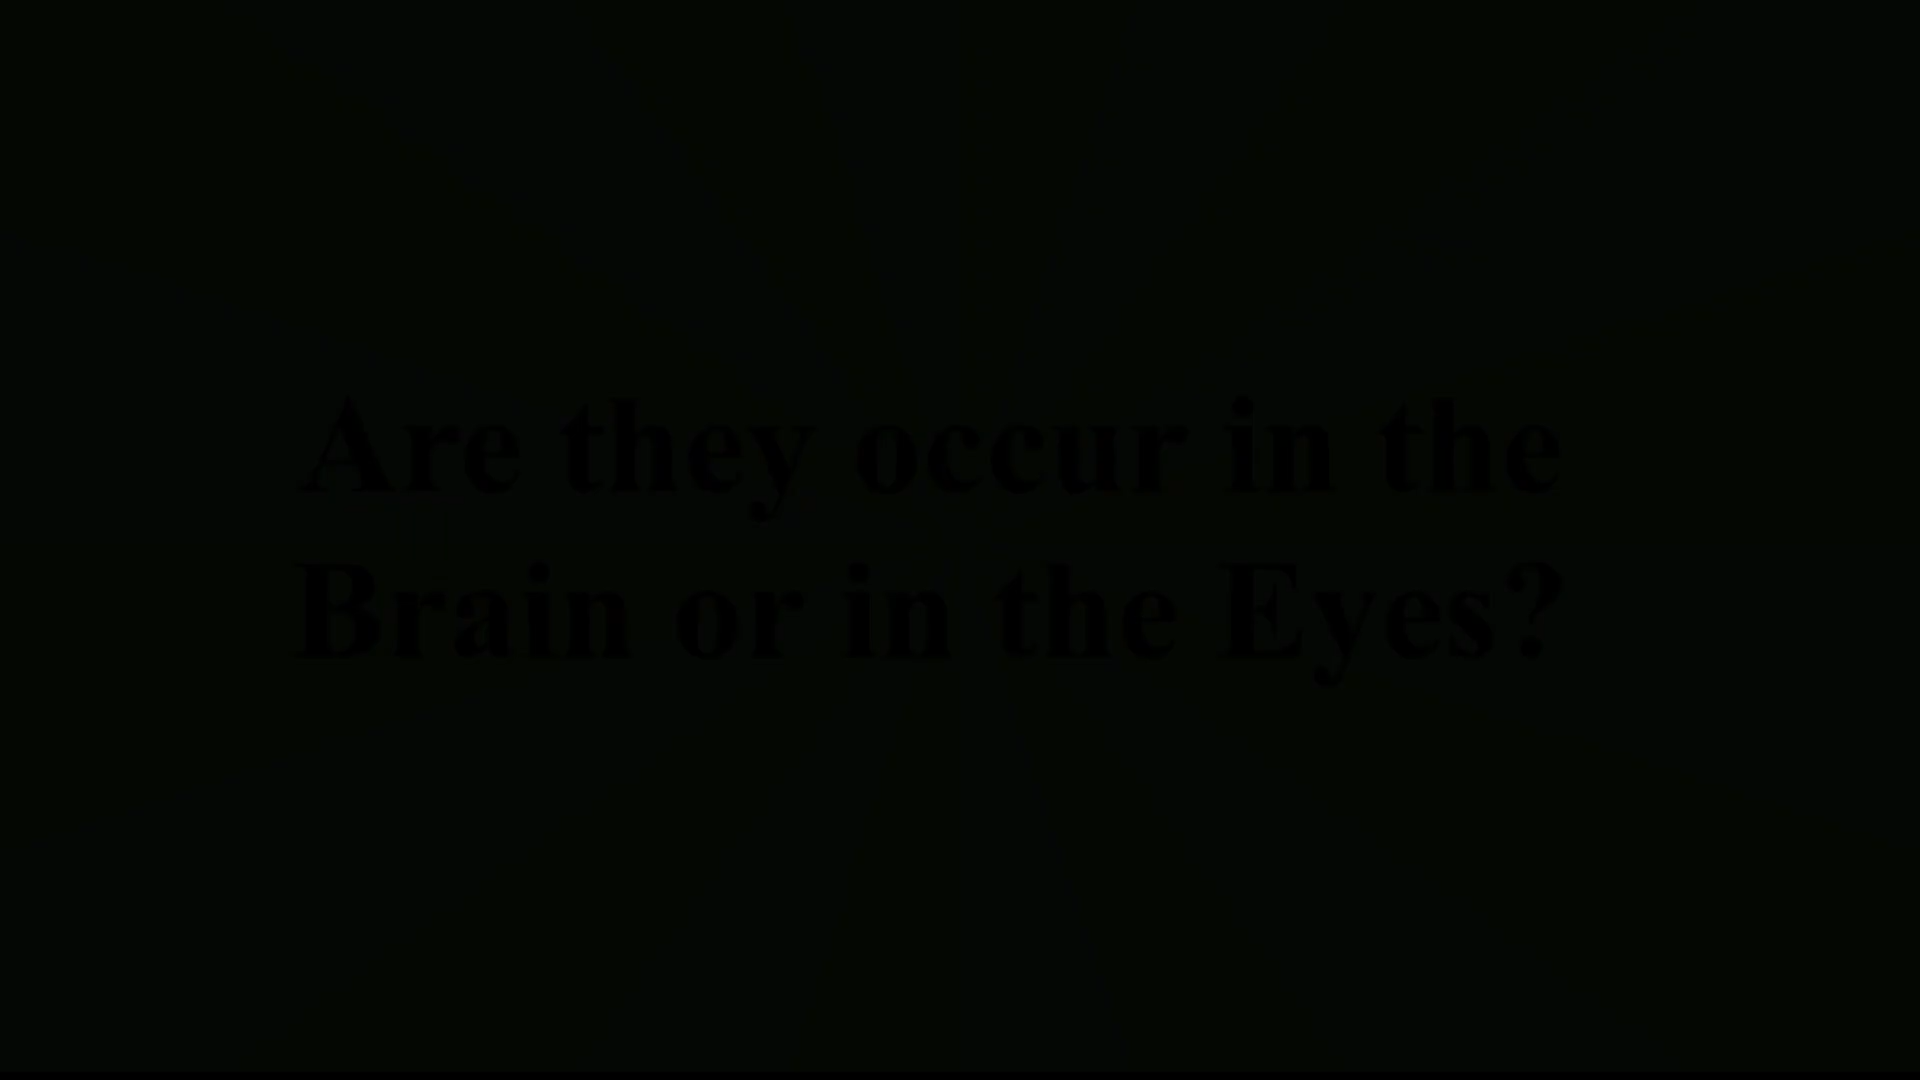 Are they occur in the
Brain or in the Eyes?